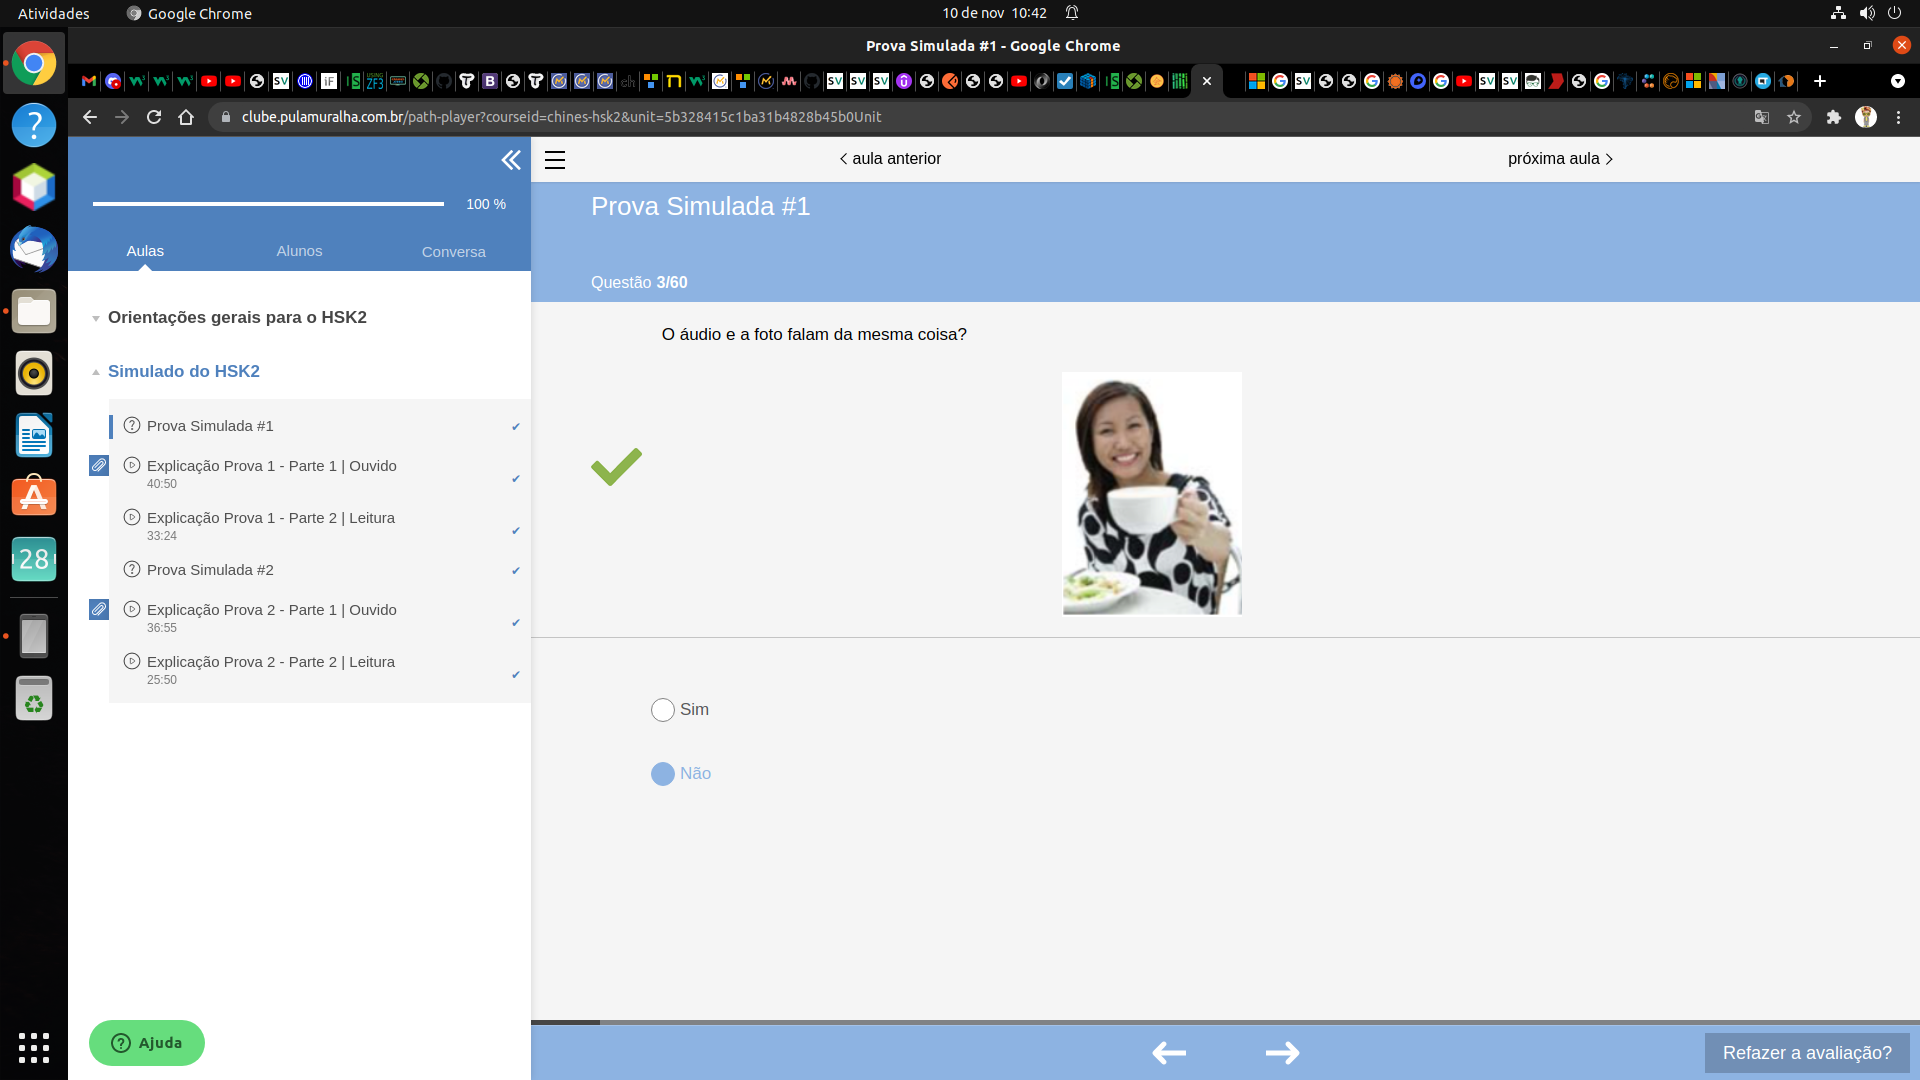 Atividades
Google Chrome
10 de nov 10:42
Prova Simulada #1 - Google Chrome
clube.pulamuralha.com.br/path-player?courseid=chines-hsk2&unit=5b328415c1ba31b4828b45b0Unit
aula anterior
próxima aula
100 %
Aulas
Alunos
Conversa
Prova Simulada #1
Questão 3/60
Orientações gerais para o HSK2
Simulado do HSK2
Prova Simulada #1
Explicação Prova 1 - Parte 1 | Ouvido
40:50
Explicação Prova 1 - Parte 2 | Leitura
33:24
Prova Simulada #2
Explicação Prova 2 - Parte 1 | Ouvido
36:55
Explicação Prova 2 - Parte 2 | Leitura
25:50
O áudio e a foto falam da mesma coisa?
Sim
Não
28
Ajuda
Refazer a avaliação?